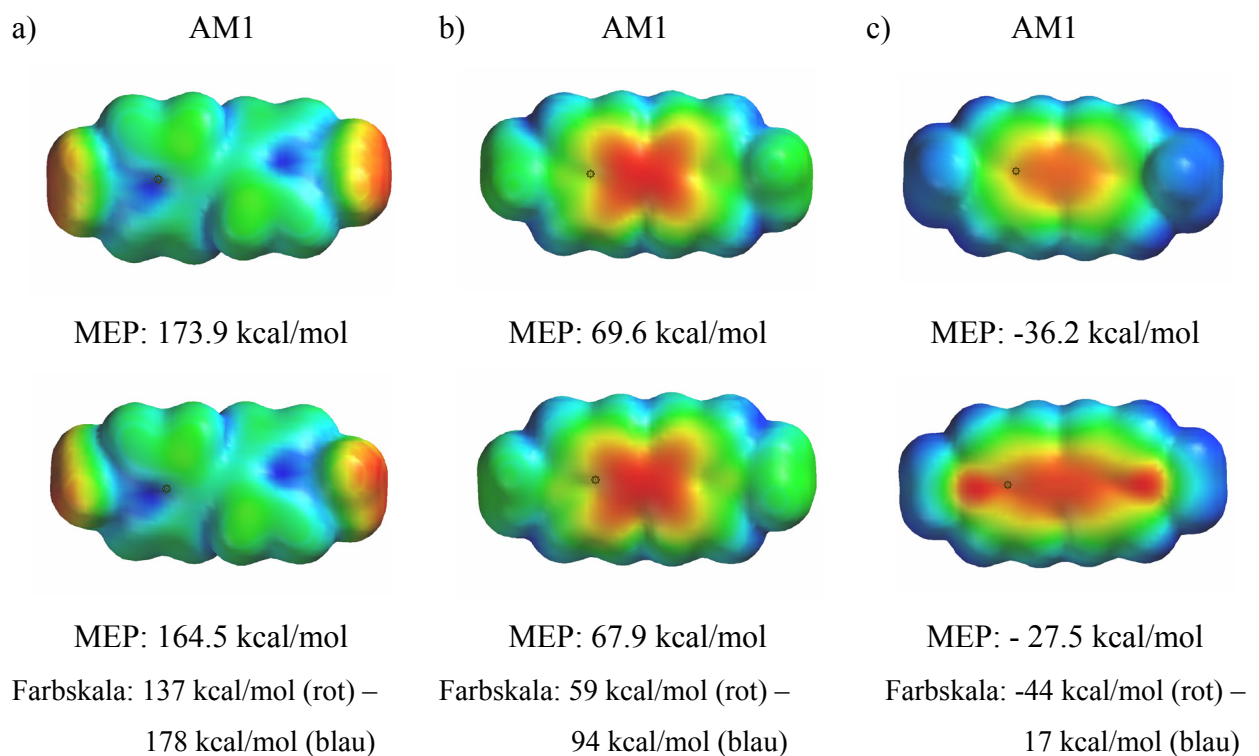 a) AM1 b) AM1 c) AM1
MEP: 173.9 kcal/mol MEP: 69.6 kcal/mol MEP: -36.2 kcal/mol
MEP: 164.5 kcal/mol MEP: 67.9 kcal/mol MEP: - 27.5 kcal/mol
Farbskala: 137 kcal/mol (rot) – Farbskala: 59 kcal/mol (rot) – Farbskala: -44 kcal/mol (rot) –
178 kcal/mol (blau) 94 kcal/mol (blau) 17 kcal/mol (blau)